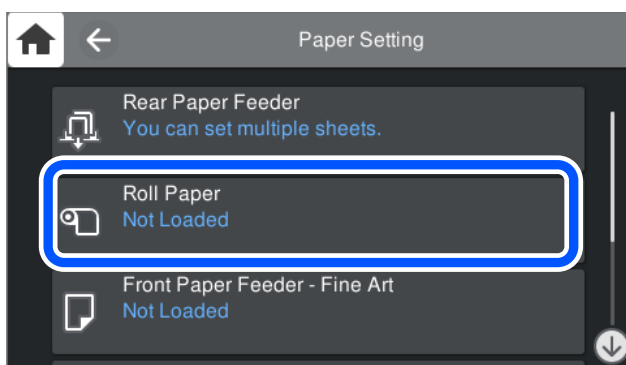 Paper Setting
Rear Paper Feeder
You can set multiple sheets.
Roll Paper
Not Loaded
Front Paper Feeder - Fine Art
Not Loaded